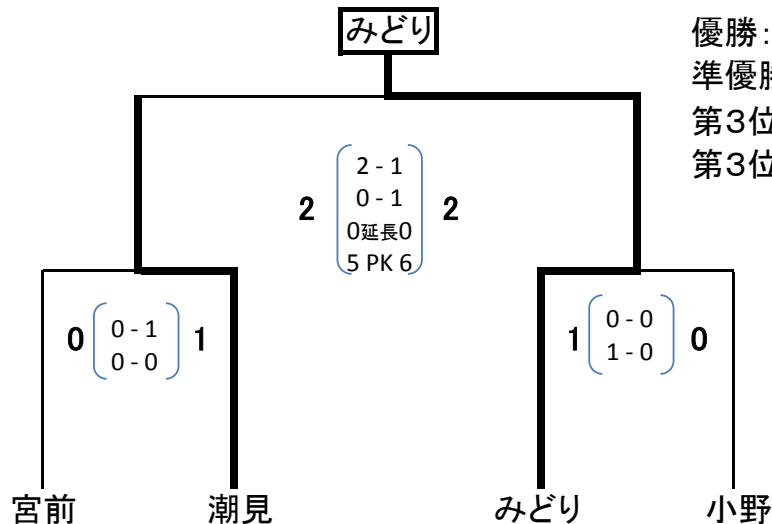 みどり
優勝:
準優勝
第3位
第3位
2 - 1
0 - 1
0延長0
5 PK 6
2
2
0
0 - 1
0 - 0
1
1
0 - 0
1 - 0
0
宮前
潮見
みどり
小野